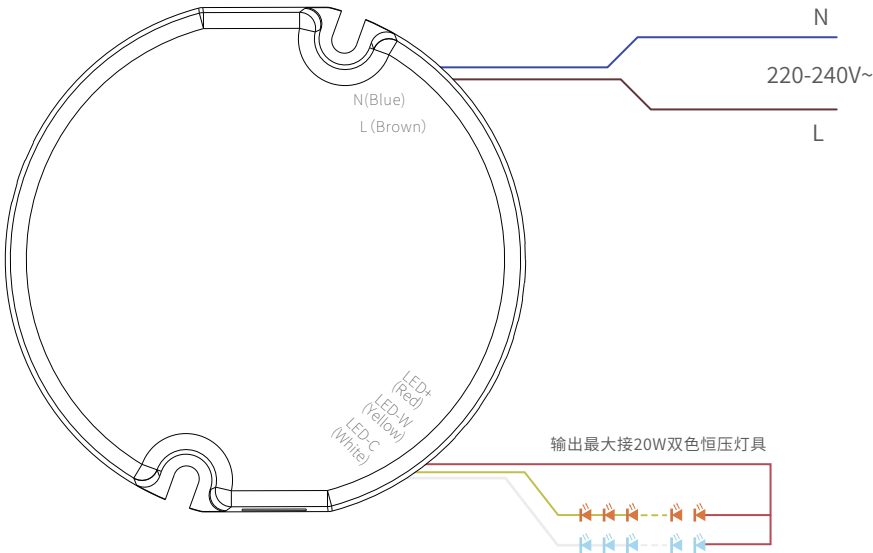 N
220-240V~
L
N(Blue)
L(Brown)
LED+
(Red)
LED-W
(Yellow)
LED-C
(White)
输出最大接20W双色恒压灯具